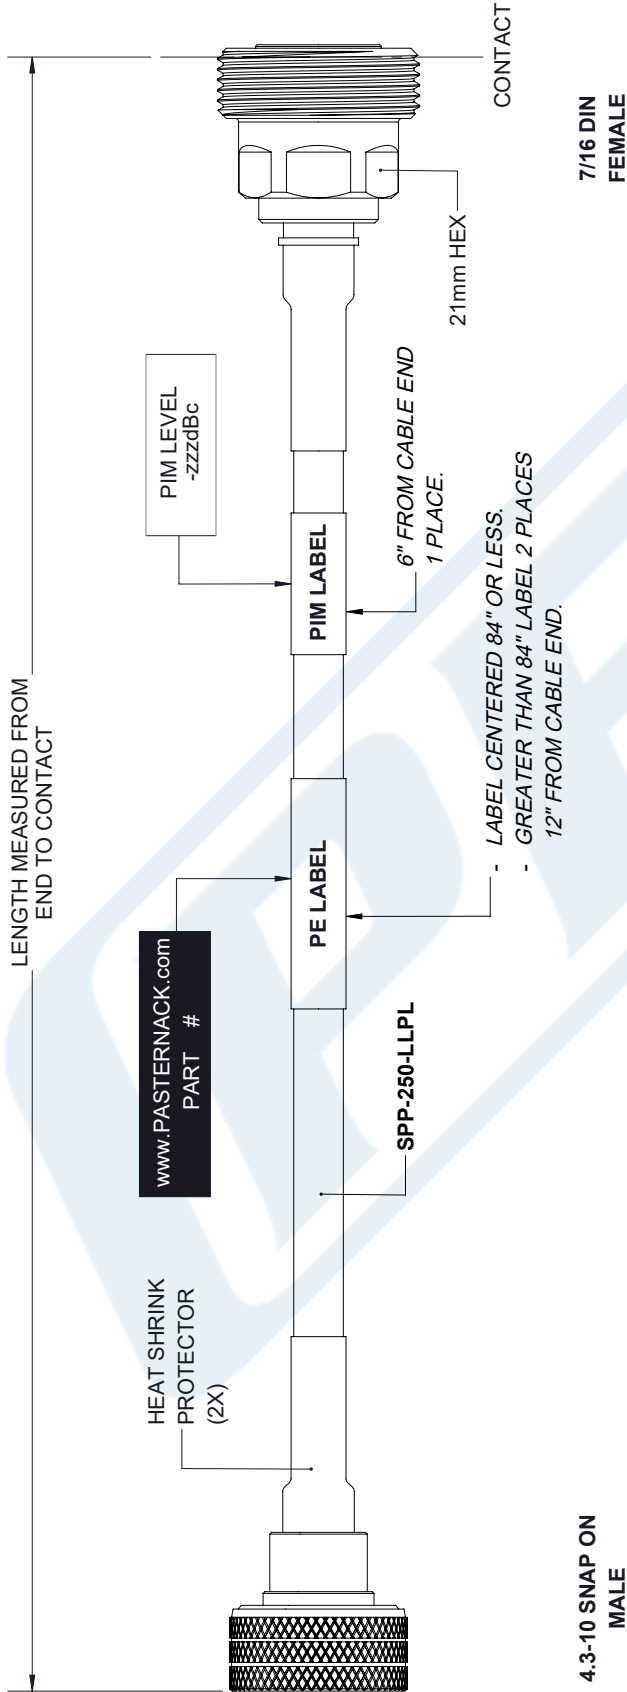 LENGTH MEASURED FROM
END TO CONTACT
HEAT SHRINK
PROTECTOR
(2X)
www.PASTERNACK.com
PART #
PIM LEVEL
-zzzdBc
PE LABEL
PIM LABEL
SPP-250-LLPL
6" FROM CABLE END
1 PLACE.
21mm HEX
CONTACT
- LABEL CENTERED 84" OR LESS.
- GREATER THAN 84" LABEL 2 PLACES
12" FROM CABLE END.
4.3-10 SNAP ON
MALE
7/16 DIN
FEMALE